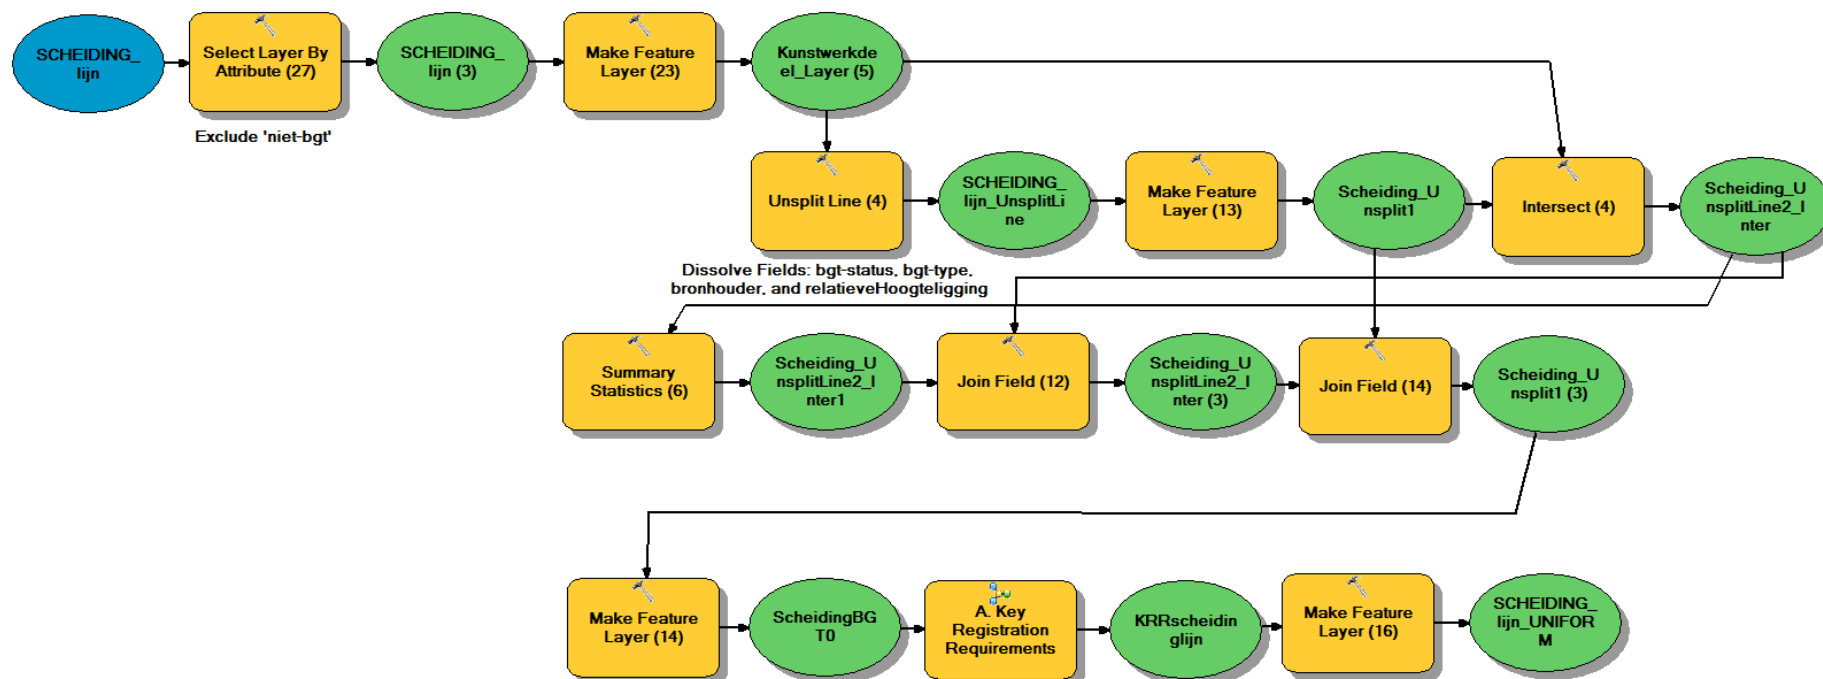 SCHEIDING_
lijn
Select Layer By
Attribute (27)
SCHEIDING_
lijn (3)
Make Feature
Layer (23)
Kunstwerkde
el_Layer (5)
Exclude 'niet-bgt'
Unsplit Line (4)
SCHEIDING_
lijn_UnsplitLi
ne
Make Feature
Layer (13)
Scheiding_U
nsplit1
Intersect (4)
Scheiding_U
nsplitLine2_I
nter
Dissolve Fields: bgt-status, bgt-type,
bronhouder, and relatieveHoogteligging
Summary
Statistics (6)
Scheiding_U
nsplitLine2_I
nter1
Join Field (12)
Scheiding_U
nsplitLine2_I
nter (3)
Join Field (14)
Scheiding_U
nsplit1 (3)
Make Feature
Layer (14)
ScheidingBG
T0
A. Key
Registration
Requirements
KRRscheidin
glijn
Make Feature
Layer (16)
SCHEIDING_
lijn_UNIFOR
M